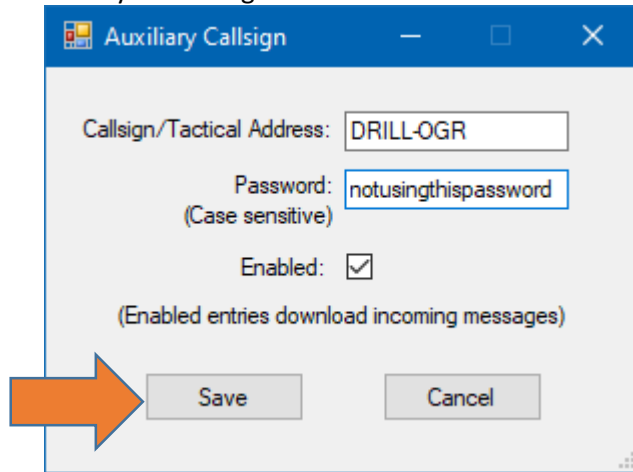 Auxiliary Callsign
Callsign/Tactical Address: DRILL-OGR
Password: notusingthispassword
(Case sensitive)
Enabled:
(Enabled entries download incoming messages)
Save Cancel